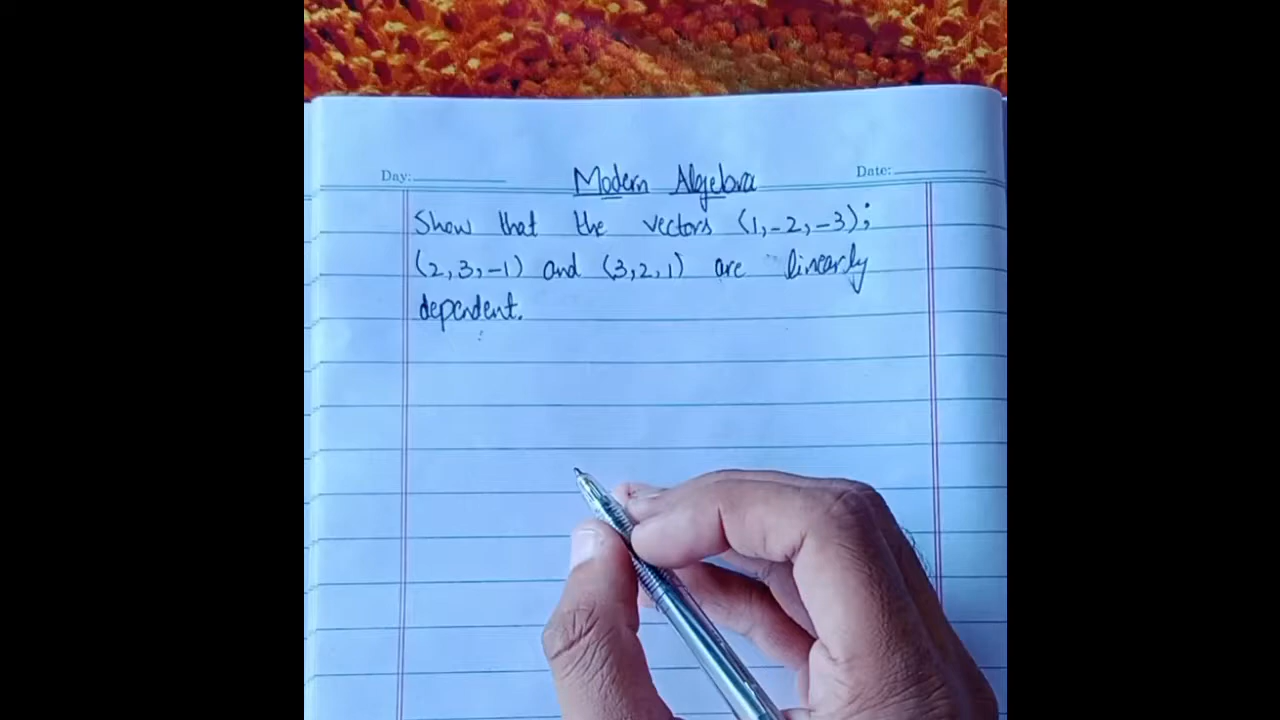 Day: Modern Algebra Date:
Show that the vectors (1,-2,-3);
(2,3,-1) and (3,2,1) are linearly
dependent.